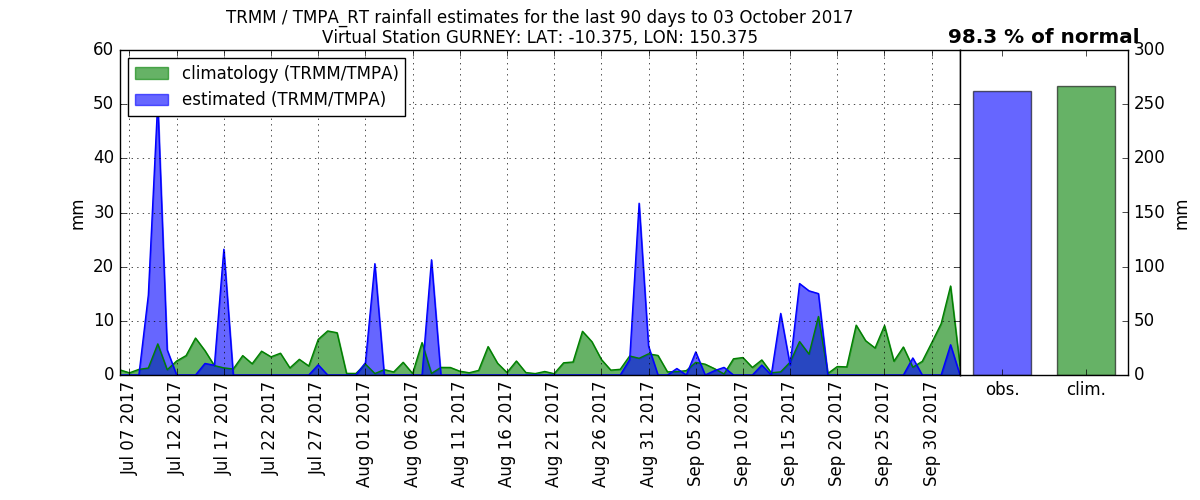 TRMM / TMPA_RT rainfall estimates for the last 90 days to 03 October 2017
Virtual Station GURNEY: LAT: -10.375, LON: 150.375
98.3 % of normal
climatology (TRMM/TMPA)
estimated (TRMM/TMPA)
60
50
40
30
20
10
0
mm
300
250
200
150
100
50
0
mm
Jul 07 2017
Jul 12 2017
Jul 17 2017
Jul 22 2017
Jul 27 2017
Aug 01 2017
Aug 06 2017
Aug 11 2017
Aug 16 2017
Aug 21 2017
Aug 26 2017
Aug 31 2017
Sep 05 2017
Sep 10 2017
Sep 15 2017
Sep 20 2017
Sep 25 2017
Sep 30 2017
obs.
clim.